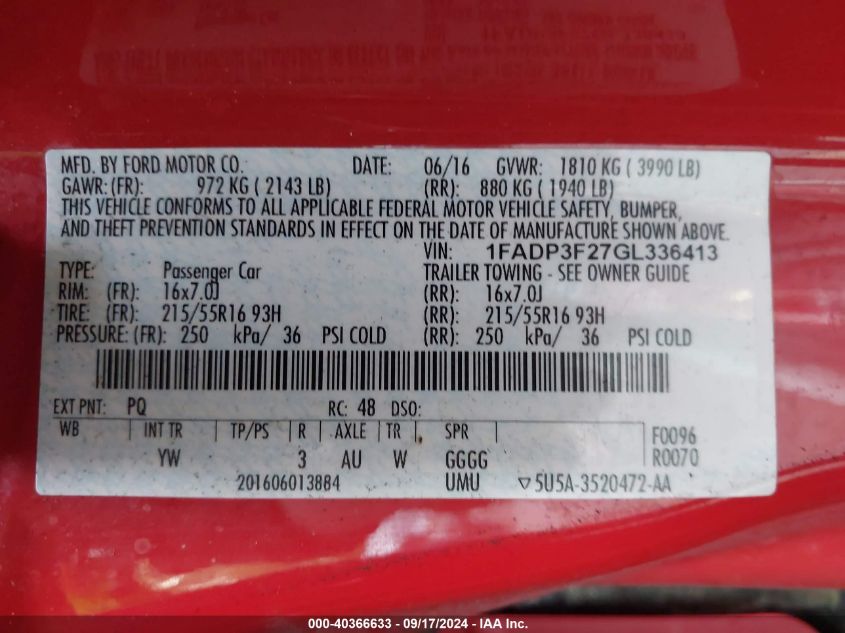 MFD. BY FORD MOTOR CO. DATE: 06/16 GVWR: 1810 KG ( 3990 LB)
GAWR: (FR): 972 KG ( 2143 LB) (RR): 880 KG ( 1940 LB)
THIS VEHICLE CONFORMS TO ALL APPLICABLE FEDERAL MOTOR VEHICLE SAFETY, BUMPER,
AND THEFT PREVENTION STANDARDS IN EFFECT ON THE DATE OF MANUFACTURE SHOWN ABOVE.
VIN: 1FADP3F27GL336413
TYPE: Passenger Car TRAILER TOWING - SEE OWNER GUIDE
RIM: (FR): 16x7.0J (RR): 16x7.0J
TIRE: (FR): 215/55R16 93H (RR): 215/55R16 93H
PRESSURE: (FR): 250 kPa/ 36 PSI COLD (RR): 250 kPa/ 36 PSI COLD
EXT PNT: PQ RC: 48 DSO:
WB INT TR TP/PS R AXLE TR SPR F0096
YW 3 AU W GGGG R0070
201606013884 UMU ▽5U5A-3520472-AA
000-40366633 - 09/17/2024 - IAA Inc.